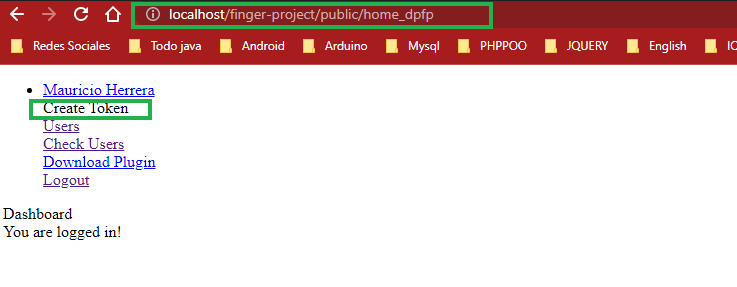 localhost/finger-project/public/home_dpfp
Redes Sociales Todo java Android Arduino Mysql PHPPOO JQUERY English
Mauricio Herrera
Create Token
Users
Check Users
Download Plugin
Logout
Dashboard
You are logged in!